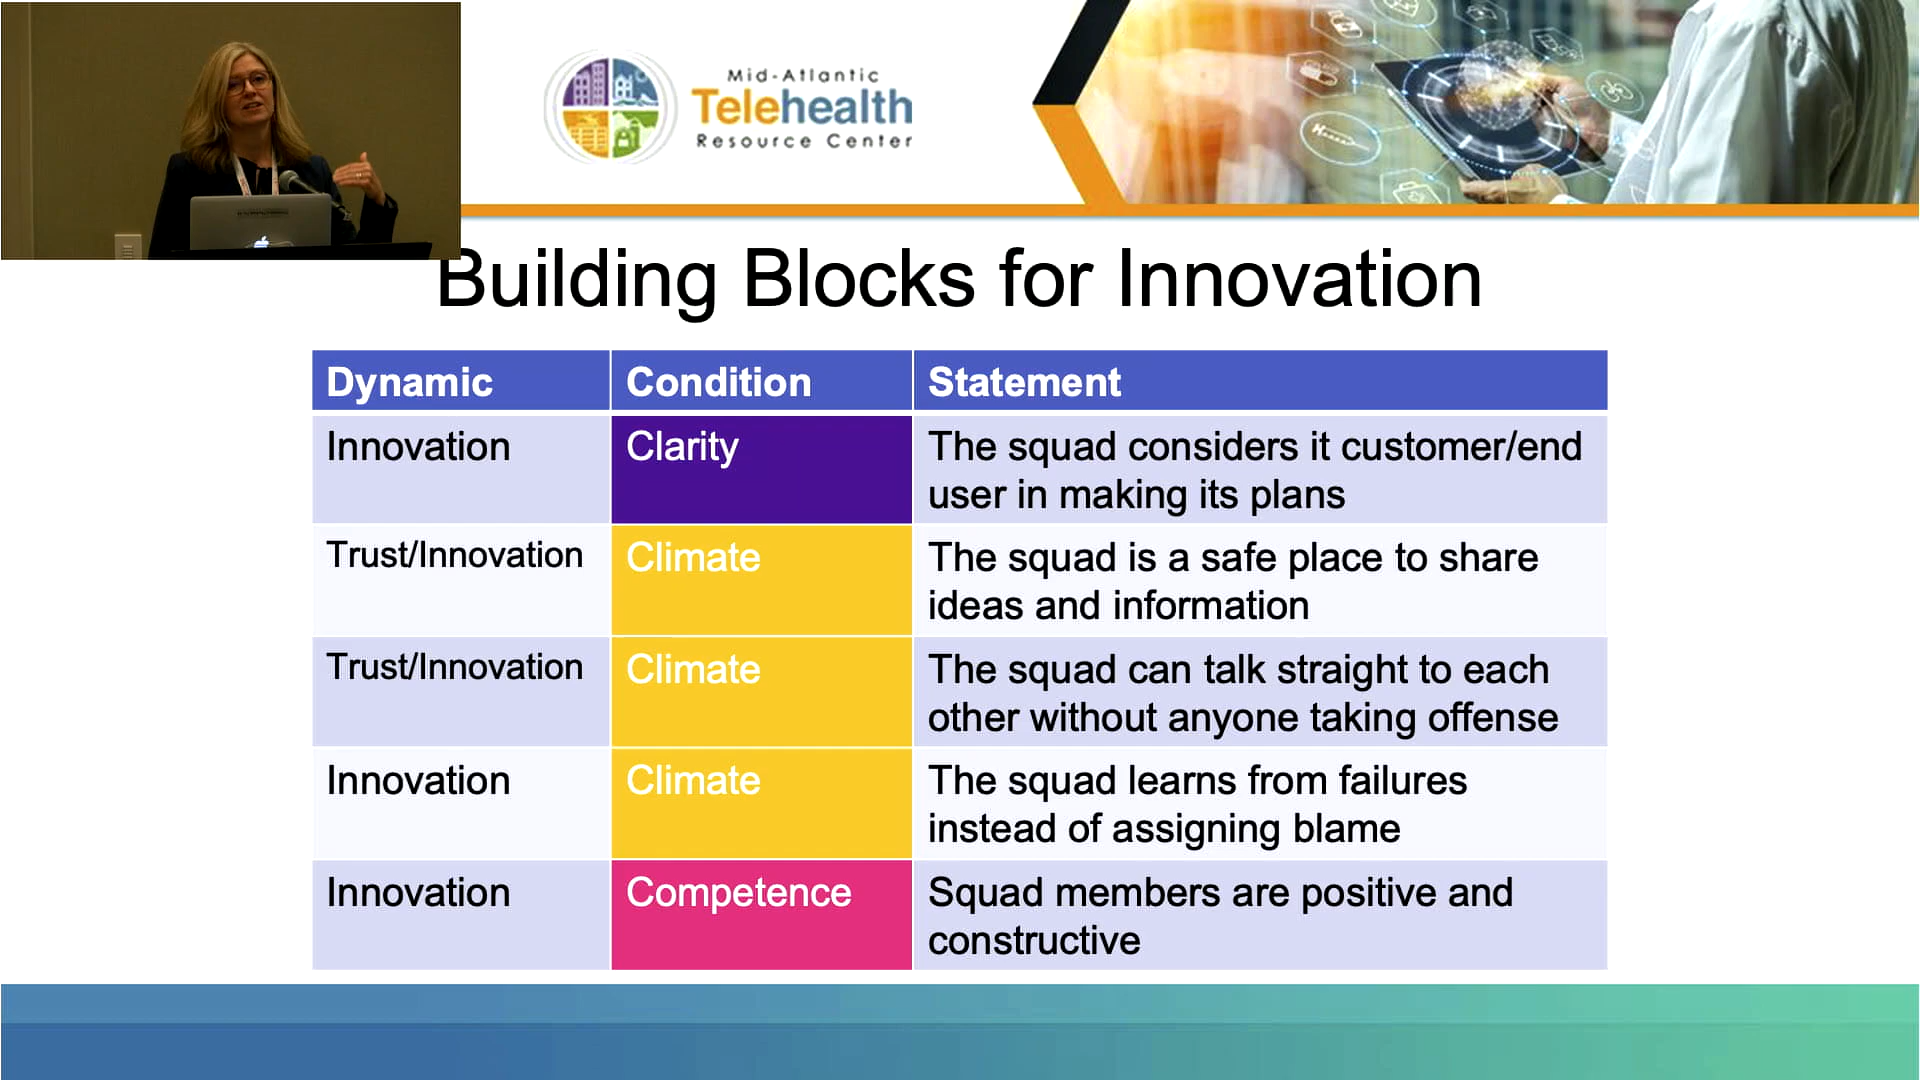 Mid-Atlantic
Telehealth
Resource Center
Building Blocks for Innovation
Dynamic
Condition
Statement
Innovation
Clarity
The squad considers it customer/end
user in making its plans
Trust/Innovation
Climate
The squad is a safe place to share
ideas and information
Trust/Innovation
Climate
The squad can talk straight to each
other without anyone taking offense
Innovation
Climate
The squad learns from failures
instead of assigning blame
Innovation
Competence
Squad members are positive and
constructive